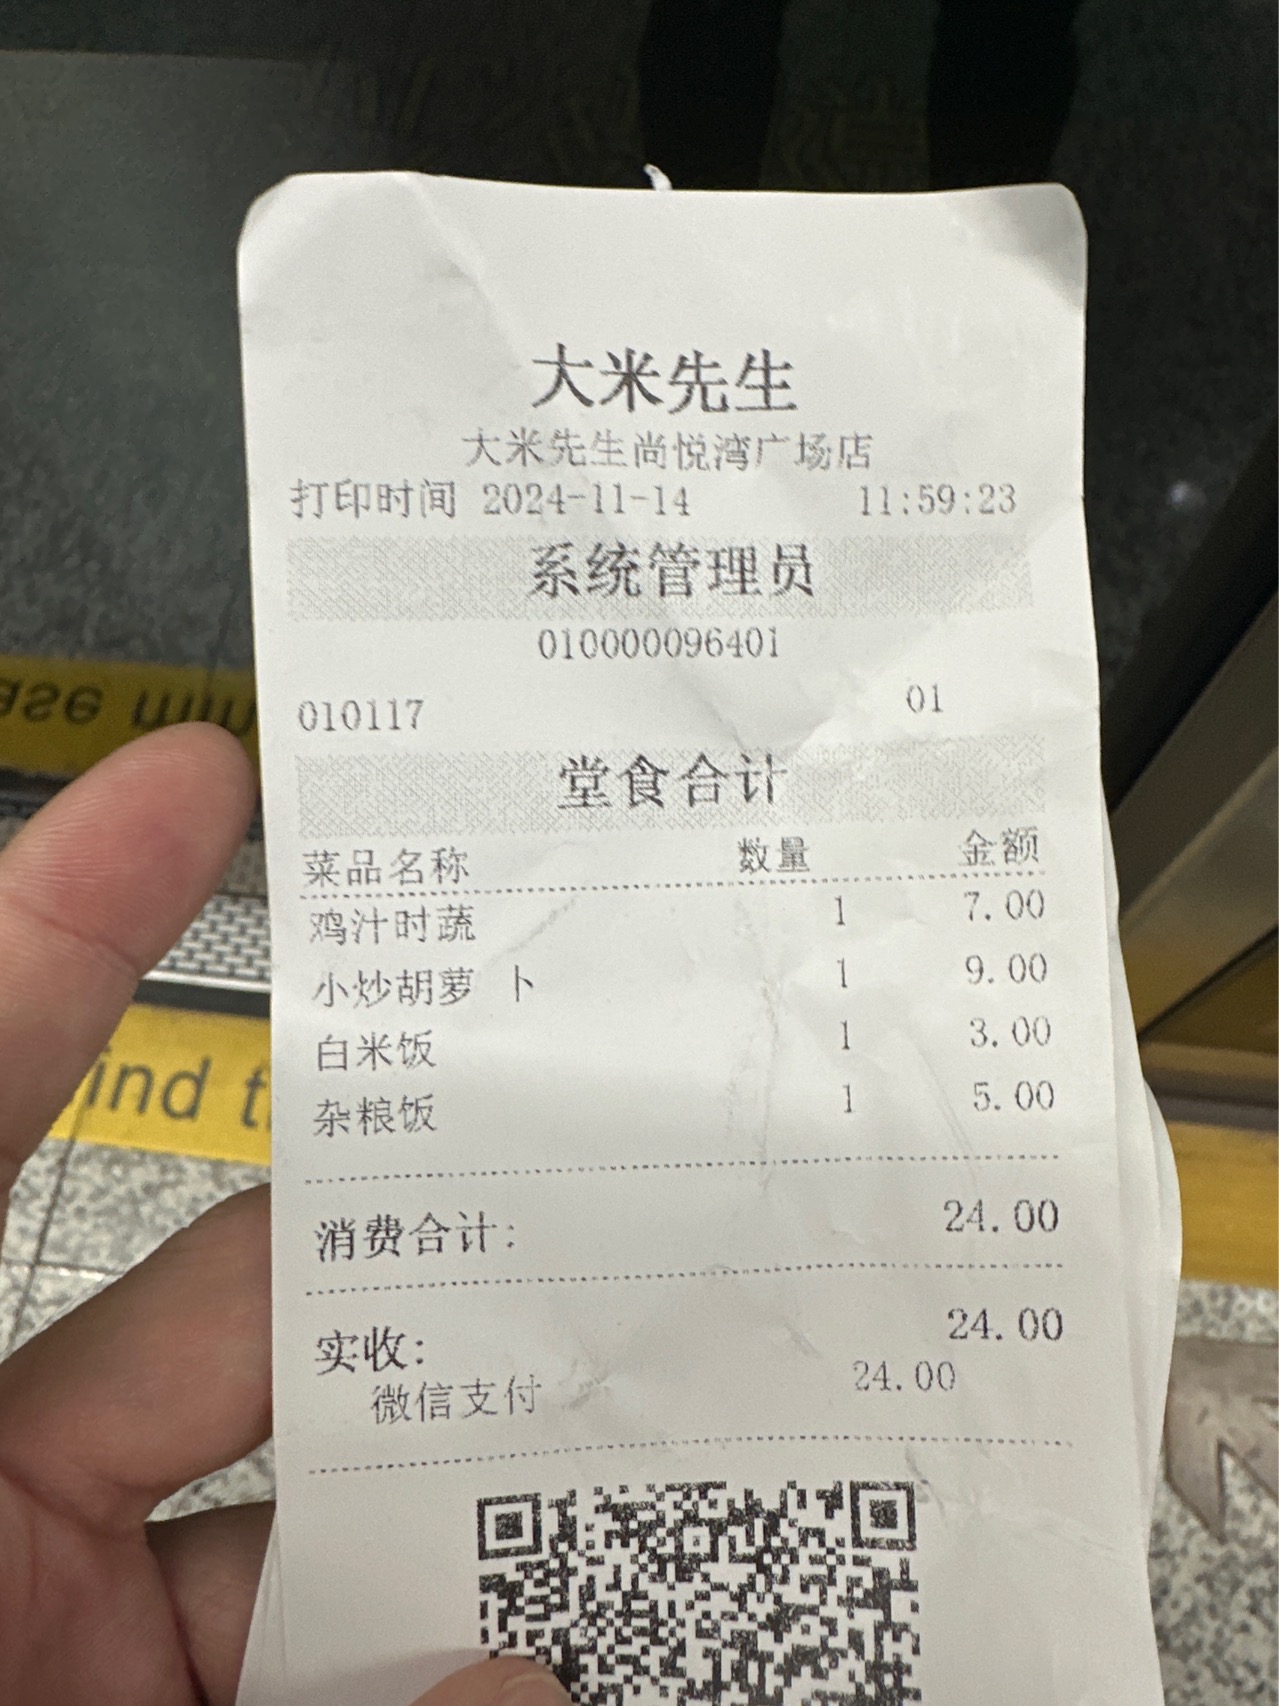 大米先生
大米先生尚悦湾广场店
打印时间 2024-11-14 11:59:23
系统管理员
010000096401
010117 01
堂食合计
菜品名称 数量 金额
鸡汁时蔬 1 7.00
小炒胡萝 卜 1 9.00
白米饭 1 3.00
杂粮饭 1 5.00
消费合计: 24.00
实收: 24.00
微信支付 24.00
ase min
ind t